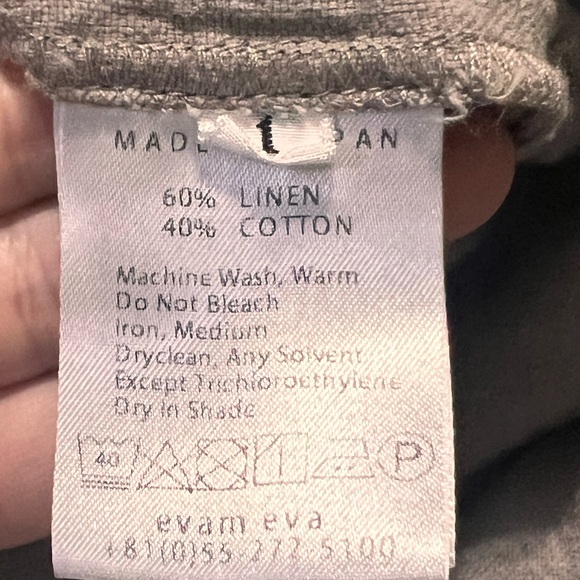 MADE PAN
1
60% LINEN
40% COTTON
Machine Wash, Warm
Do Not Bleach
Iron, Medium
Dryclean, Any Solvent
Except Trichloroethylene
Dry In Shade
40 P
evam eva
+81(0)55-272-5100